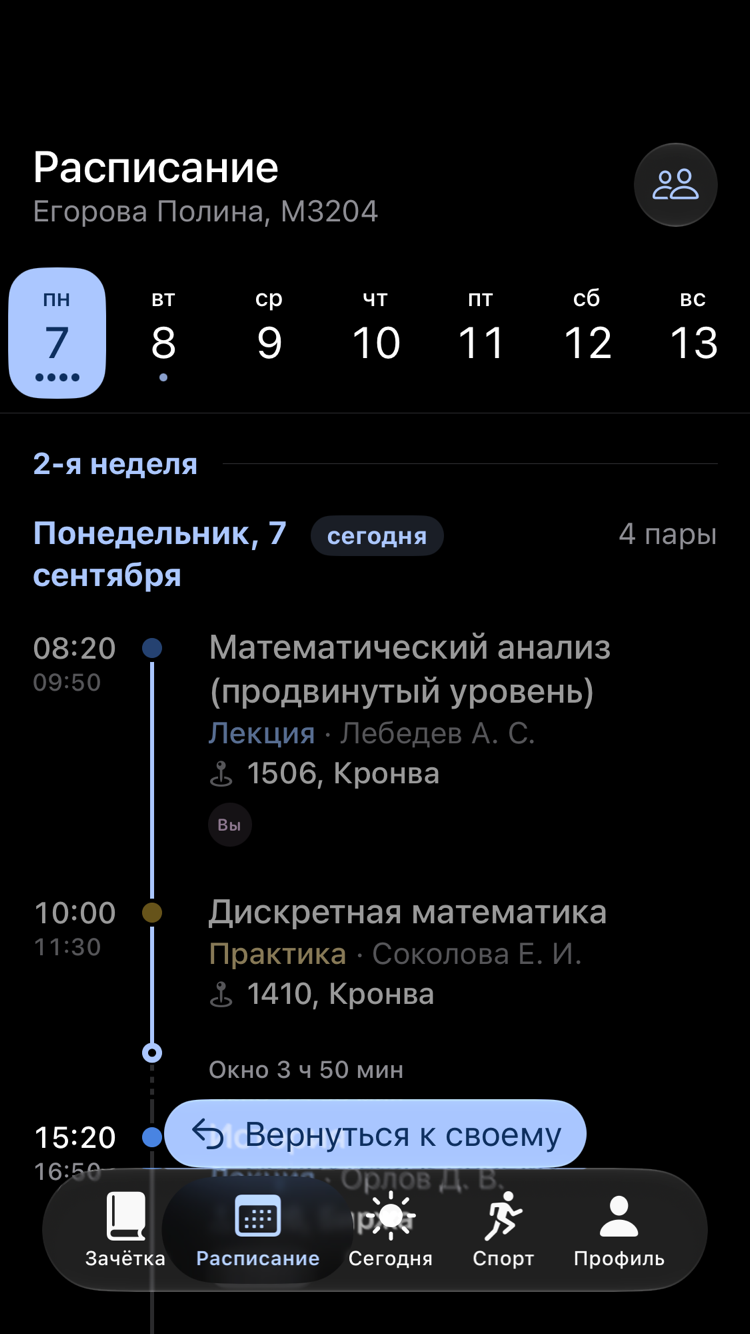 Расписание
Егорова Полина, M3204
пн вт ср чт пт сб вс
7 8 9 10 11 12 13
2-я неделя
Понедельник, 7 сегодня 4 пары
сентября
08:20 Математический анализ
09:50 (продвинутый уровень)
Лекция · Лебедев А. С.
1506, Кронва
Вы
10:00 Дискретная математика
11:30 Практика · Соколова Е. И.
1410, Кронва
Окно 3 ч 50 мин
15:20 Вернуться к своему
16:50 Лекция · Орлов Д. В.
Зачётка Расписание Сегодня Спорт Профиль